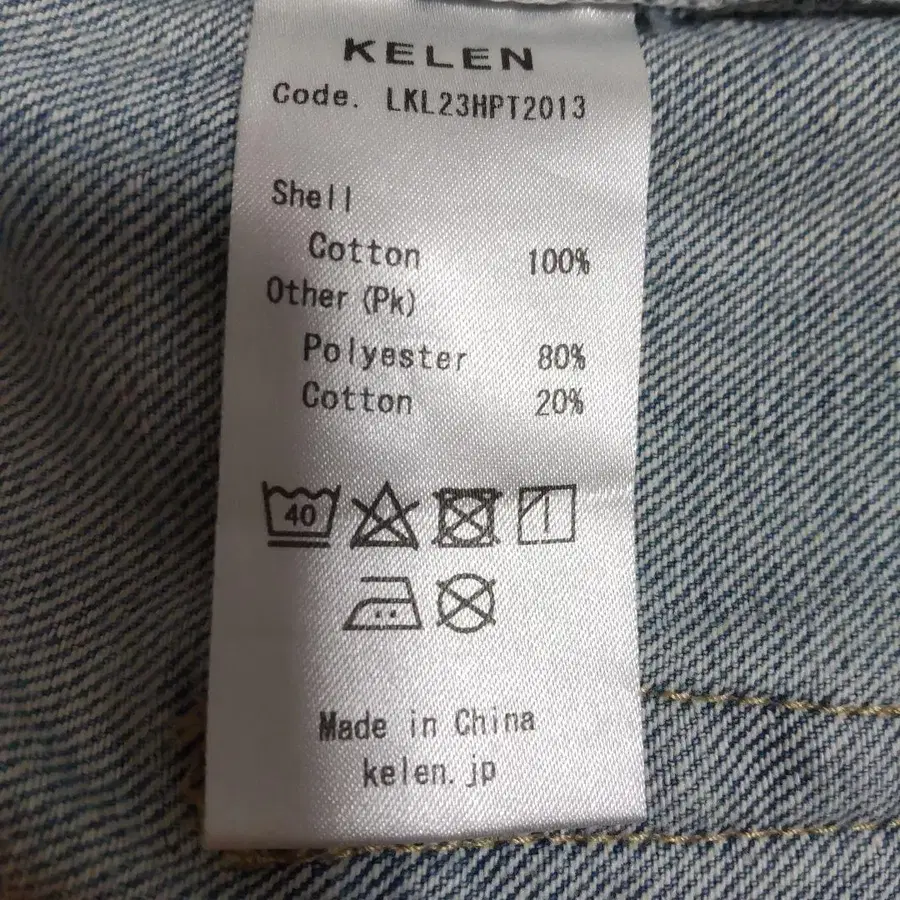 KELEN
Code. LKL23HPT2013
Shell
Cotton 100%
Other (Pk)
Polyester 80%
Cotton 20%
40
Made in China
kelen.jp